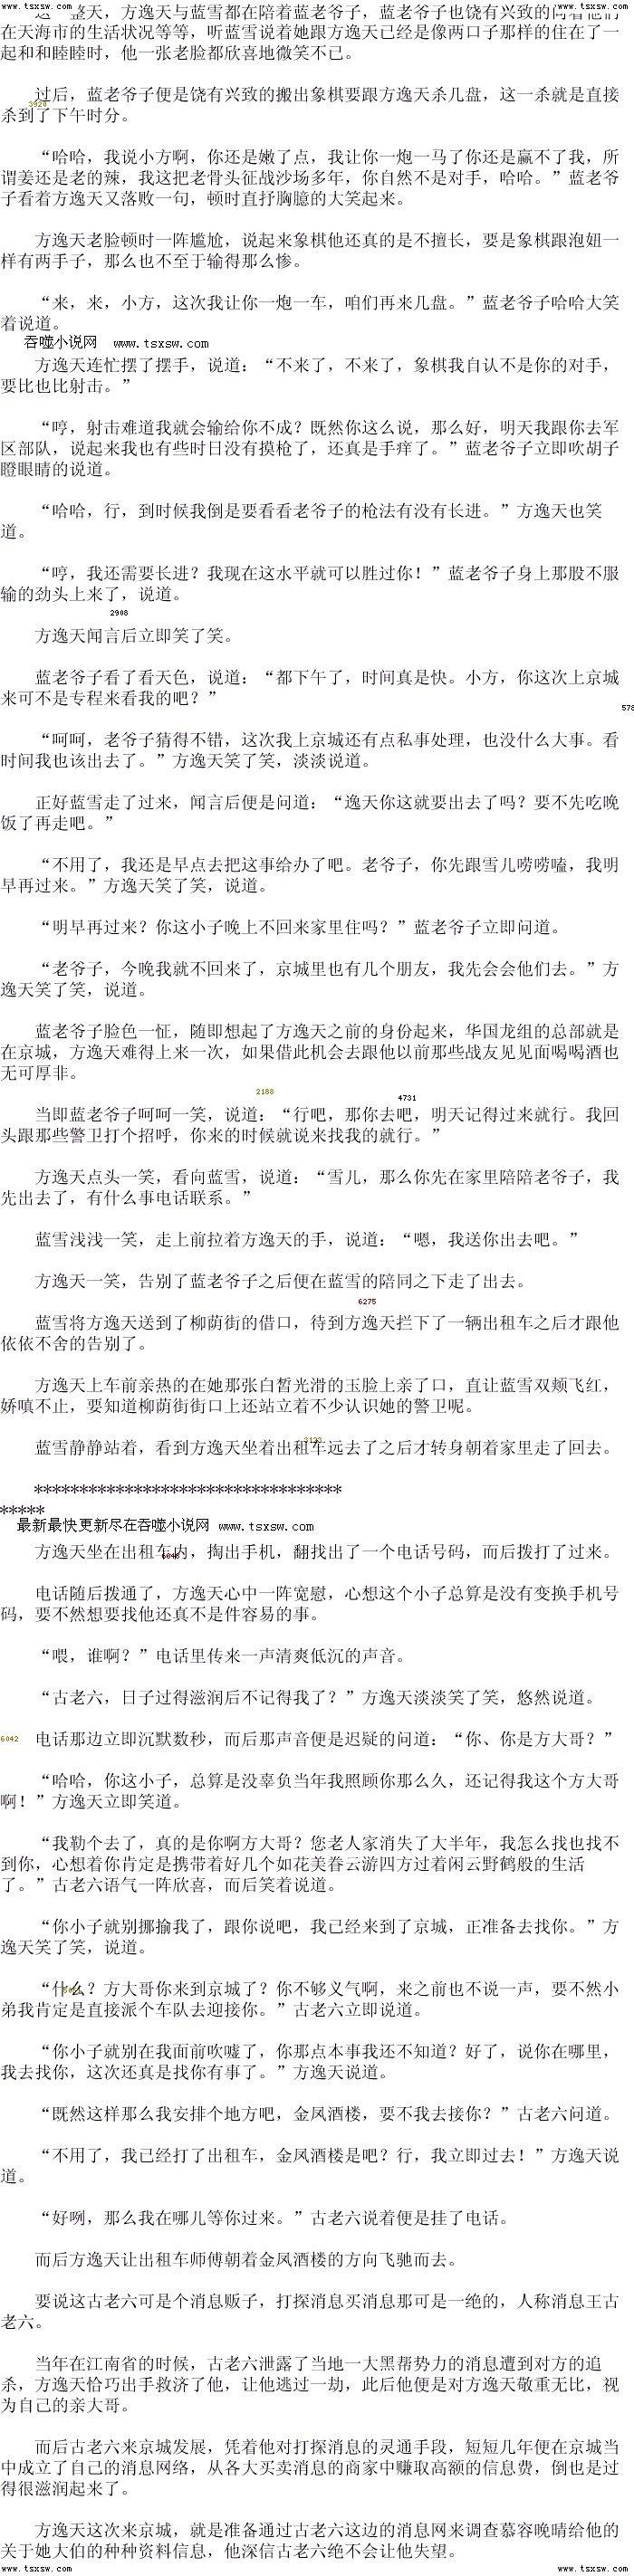 www.tsxsw.com www.tsxsw.com
这一整天，方逸天与蓝雪都在陪着蓝老爷子，蓝老爷子也饶有兴致的问着他们
在天海市的生活状况等等，听蓝雪说着她跟方逸天已经是像两口子那样的住在了一
起和和睦睦时，他一张老脸都欣喜地微笑不已。
过后，蓝老爷子便是饶有兴致的搬出象棋要跟方逸天杀几盘，这一杀就是直接
3920
杀到了下午时分。
“哈哈，我说小方啊，你还是嫩了点，我让你一炮一马了你还是赢不了我，所
谓姜还是老的辣，我这把老骨头征战沙场多年，你自然不是对手，哈哈。”蓝老爷
子看着方逸天又落败一句，顿时直抒胸臆的大笑起来。
方逸天老脸顿时一阵尴尬，说起来象棋他还真的是不擅长，要是象棋跟泡妞一
样有两手子，那么也不至于输得那么惨。
“来，来，小方，这次我让你一炮一车，咱们再来几盘。”蓝老爷子哈哈大笑
着说道。
吞噬小说网 www.tsxsw.com
方逸天连忙摆了摆手，说道：“不来了，不来了，象棋我自认不是你的对手，
要比也比射击。”
“哼，射击难道我就会输给你不成？既然你这么说，那么好，明天我跟你去军
区部队，说起来我也有些时日没有摸枪了，还真是手痒了。”蓝老爷子立即吹胡子
瞪眼睛的说道。
“哈哈，行，到时候我倒是要看看老爷子的枪法有没有长进。”方逸天也笑
道。
“哼，我还需要长进？我现在这水平就可以胜过你！”蓝老爷子身上那股不服
输的劲头上来了，说道。
2908
方逸天闻言后立即笑了笑。
蓝老爷子看了看天色，说道：“都下午了，时间真是快。小方，你这次上京城
来可不是专程来看我的吧？”
578
“呵呵，老爷子猜得不错，这次我上京城还有点私事处理，也没什么大事。看
时间我也该出去了。”方逸天笑了笑，淡淡说道。
正好蓝雪走了过来，闻言后便是问道：“逸天你这就要出去了吗？要不先吃晚
饭了再走吧。”
“不用了，我还是早点去把这事给办了吧。老爷子，你先跟雪儿唠唠嗑，我明
早再过来。”方逸天笑了笑，说道。
“明早再过来？你这小子晚上不回来家里住吗？”蓝老爷子立即问道。
“老爷子，今晚我就不回来了，京城里也有几个朋友，我先会会他们去。”方
逸天笑了笑，说道。
蓝老爷子脸色一怔，随即想起了方逸天之前的身份起来，华国龙组的总部就是
在京城，方逸天难得上来一次，如果借此机会去跟他以前那些战友见见面喝喝酒也
无可厚非。
2188 4731
当即蓝老爷子呵呵一笑，说道：“行吧，那你去吧，明天记得过来就行。我回
头跟那些警卫打个招呼，你来的时候就说来找我的就行。”
方逸天点头一笑，看向蓝雪，说道：“雪儿，那么你先在家里陪陪老爷子，我
先出去了，有什么事电话联系。”
蓝雪浅浅一笑，走上前拉着方逸天的手，说道：“嗯，我送你出去吧。”
方逸天一笑，告别了蓝老爷子之后便在蓝雪的陪同之下走了出去。
6275
蓝雪将方逸天送到了柳荫街的借口，待到方逸天拦下了一辆出租车之后才跟他
依依不舍的告别了。
方逸天上车前亲热的在她那张白皙光滑的玉脸上亲了口，直让蓝雪双颊飞红，
娇嗔不止，要知道柳荫街街口上还站立着不少认识她的警卫呢。
蓝雪静静站着，看到方逸天坐着出租车远去了之后才转身朝着家里走了回去。
**********************************
*****
最新最快更新尽在吞噬小说网 www.tsxsw.com
方逸天坐在出租车内，掏出手机，翻找出了一个电话号码，而后拨打了过来。
电话随后拨通了，方逸天心中一阵宽慰，心想这个小子总算是没有变换手机号
码，要不然想要找他还真不是件容易的事。
“喂，谁啊？”电话里传来一声清爽低沉的声音。
“古老六，日子过得滋润后不记得我了？”方逸天淡淡笑了笑，悠然说道。
6042 电话那边立即沉默数秒，而后那声音便是迟疑的问道：“你、你是方大哥？”
“哈哈，你这小子，总算是没辜负当年我照顾你那么久，还记得我这个方大哥
啊！”方逸天立即笑道。
“我勒个去了，真的是你啊方大哥？您老人家消失了大半年，我怎么找也找不
到你，心想着你肯定是携带着好几个如花美眷云游四方过着闲云野鹤般的生活
了。”古老六语气一阵欣喜，而后笑着说道。
“你小子就别挪揄我了，跟你说吧，我已经来到了京城，正准备去找你。”方
逸天笑了笑，说道。
“什么？方大哥你来到京城了？你不够义气啊，来之前也不说一声，要不然小
弟我肯定是直接派个车队去迎接你。”古老六立即说道。
“你小子就别在我面前吹嘘了，你那点本事我还不知道？好了，说你在哪里，
我去找你，这次还真是找你有事了。”方逸天说道。
“既然这样那么我安排个地方吧，金凤酒楼，要不我去接你？”古老六问道。
“不用了，我已经打了出租车，金凤酒楼是吧？行，我立即过去！”方逸天说
道。
“好咧，那么我在哪儿等你过来。”古老六说着便是挂了电话。
而后方逸天让出租车师傅朝着金凤酒楼的方向飞驰而去。
要说这古老六可是个消息贩子，打探消息买消息那可是一绝的，人称消息王古
老六。
当年在江南省的时候，古老六泄露了当地一大黑帮势力的消息遭到对方的追
杀，方逸天恰巧出手救济了他，让他逃过一劫，此后他便是对方逸天敬重无比，视
为自己的亲大哥。
而后古老六来京城发展，凭着他对打探消息的灵通手段，短短几年便在京城当
中成立了自己的消息网络，从各大买卖消息的商家中赚取高额的信息费，倒也是过
得很滋润起来了。
方逸天这次来京城，就是准备通过古老六这边的消息网来调查慕容晚晴给他的
关于她大伯的种种资料信息，他深信古老六绝不会让他失望。
www.tsxsw.com www.tsxsw.com